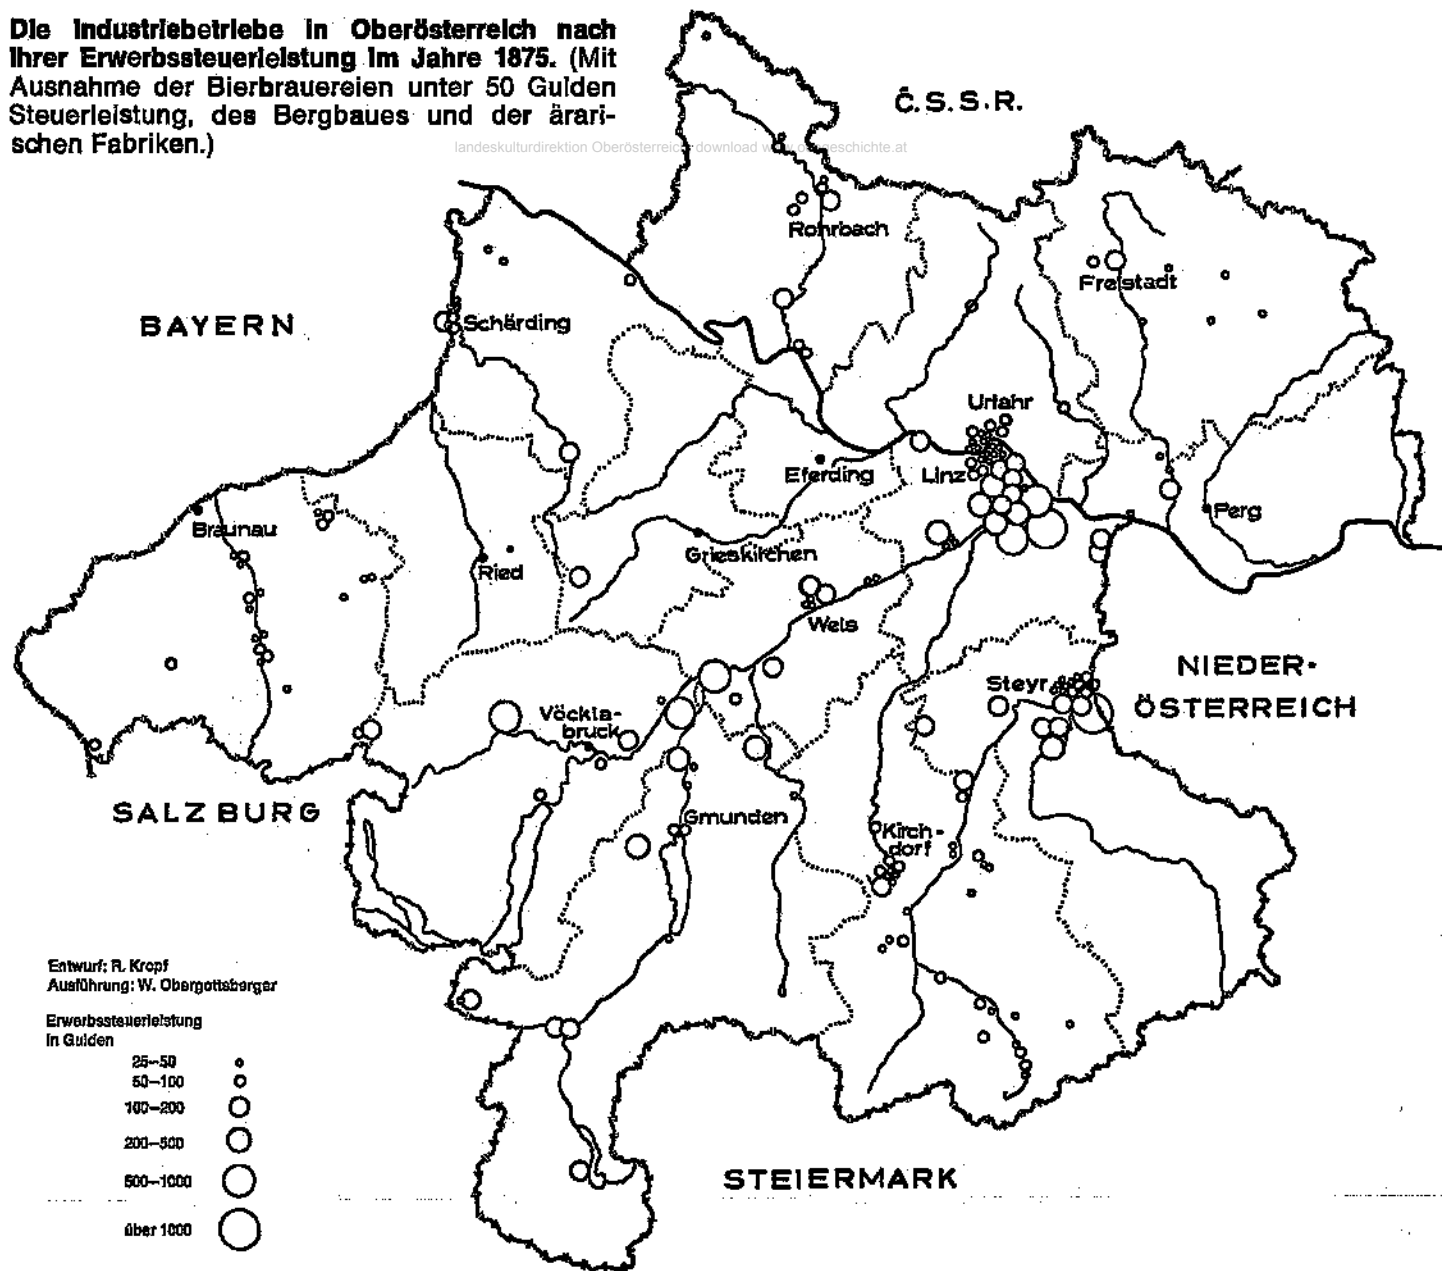 Die Industriebetriebe in Oberösterreich nach
ihrer Erwerbssteuerleistung im Jahre 1875. (Mit
Ausnahme der Bierbrauereien unter 50 Gulden
Steuerleistung, des Bergbaues und der ärari-
schen Fabriken.)
landeskulturdirektion Oberösterreich; download
Č.S.S.R.
Rohrbach
Freistadt
BAYERN
Schärding
Urfahr
Eferding
Linz
Braunau
Perg
Ried
Grieskirchen
Wels
NIEDER-
ÖSTERREICH
Steyr
Vöckla-
bruck
SALZBURG
Gmunden
Kirch-
dorf
Entwurf: R. Kropf
Ausführung: W. Obergottsberger
Erwerbssteuerleistung
in Gulden
25–50
50–100
100–200
200–500
500–1000
über 1000
STEIERMARK